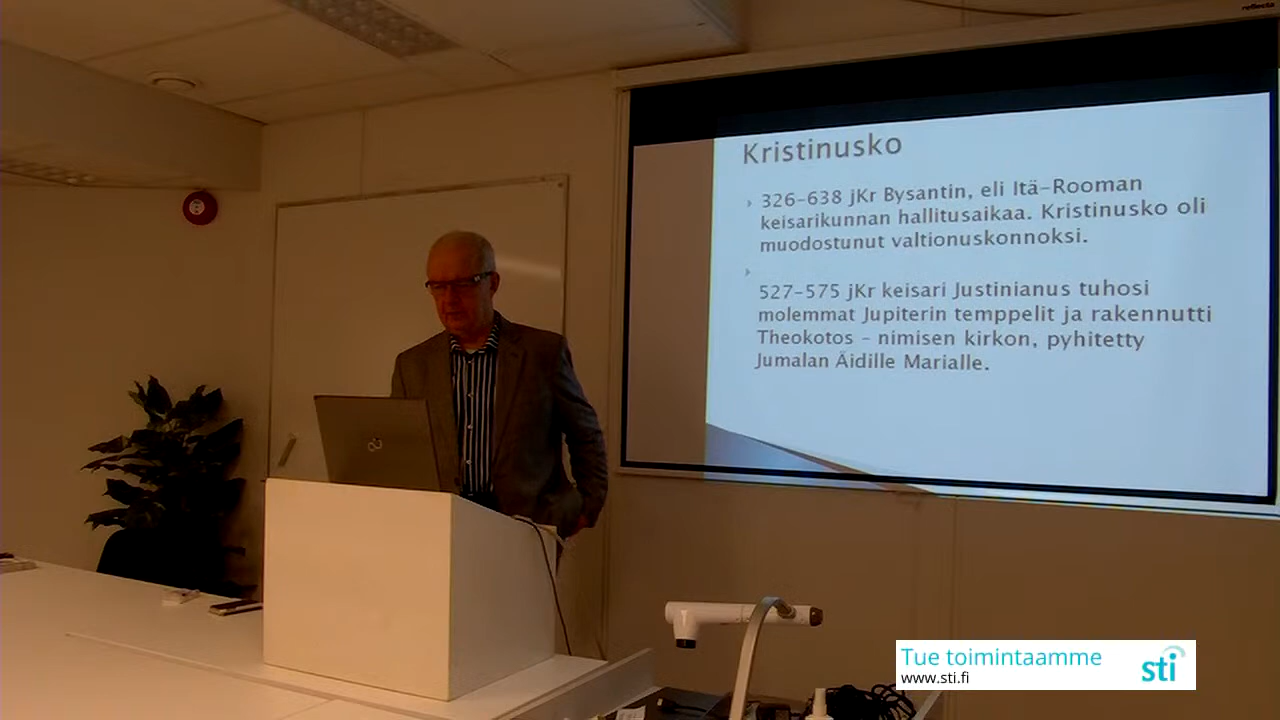 reflecta
Kristinusko
326-638 jKr Bysantin, eli Itä-Rooman
keisarikunnan hallitusaikaa. Kristinusko oli
muodostunut valtionuskonnoksi.
527-575 jKr keisari Justinianus tuhosi
molemmat Jupiterin temppelit ja rakennutti
Theokotos - nimisen kirkon, pyhitetty
Jumalan Äidille Marialle.
Tue toimintaamme
www.sti.fi
sti